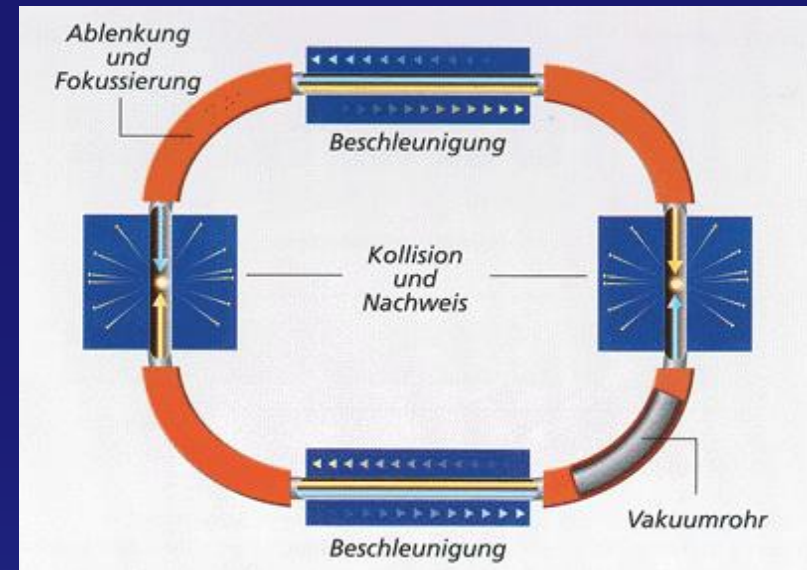 Ablenkung
und
Fokussierung
Beschleunigung
Kollision
und
Nachweis
Vakuumrohr
Beschleunigung